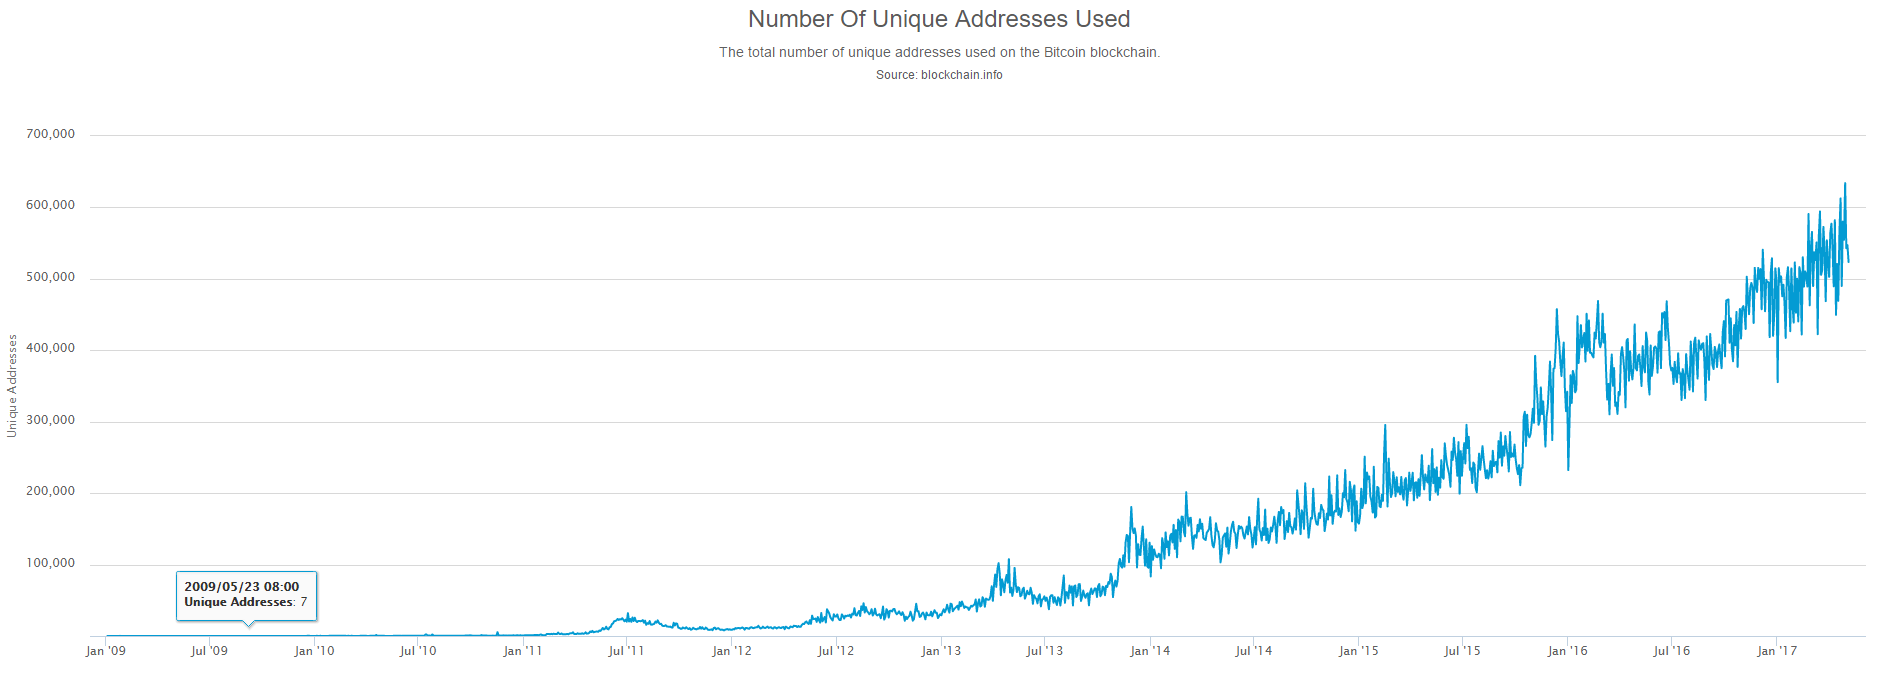 Number Of Unique Addresses Used
The total number of unique addresses used on the Bitcoin blockchain.
Source: blockchain.info
700,000
600,000
500,000
400,000
300,000
200,000
100,000
Unique Addresses
2009/05/23 08:00
Unique Addresses: 7
Jan '09
Jul '09
Jan '10
Jul '10
Jan '11
Jul '11
Jan '12
Jul '12
Jan '13
Jul '13
Jan '14
Jul '14
Jan '15
Jul '15
Jan '16
Jul '16
Jan '17